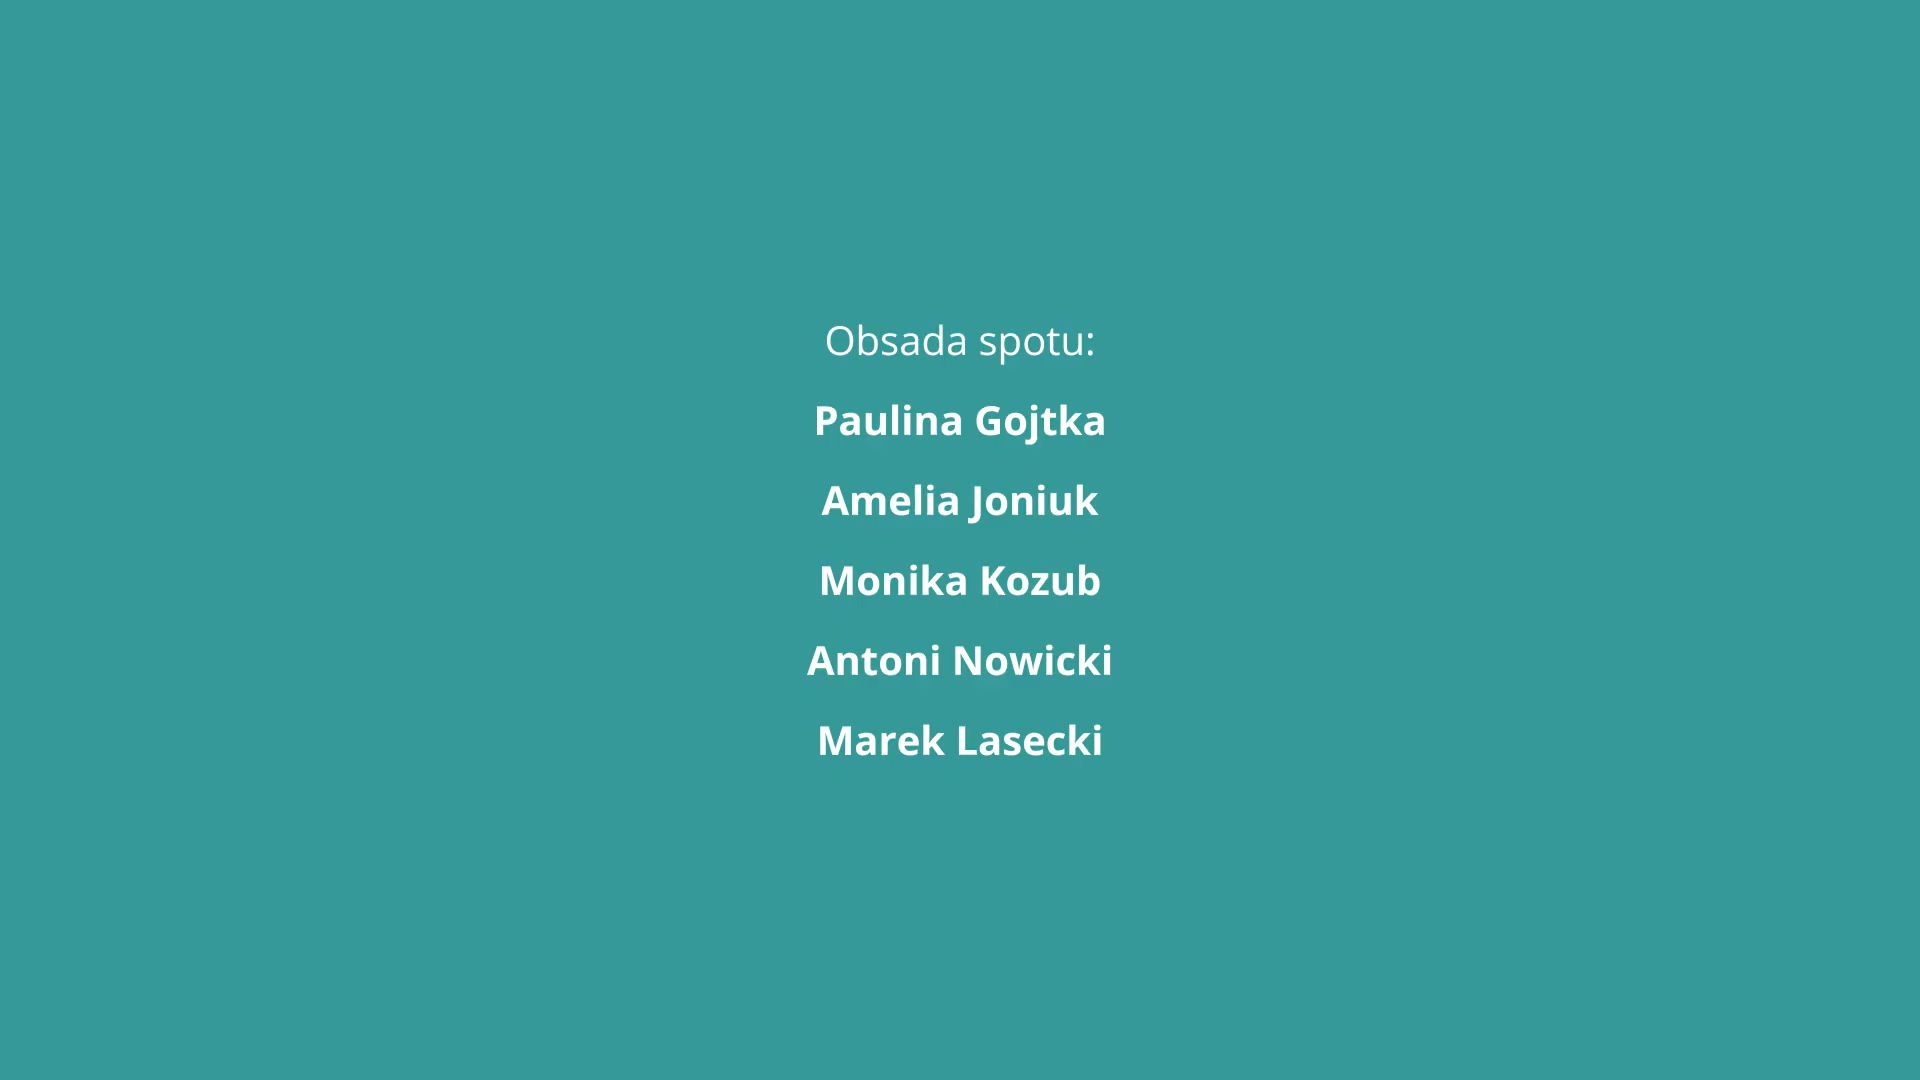 Obsada spotu:
Paulina Gojtka
Amelia Joniuk
Monika Kozub
Antoni Nowicki
Marek Lasecki